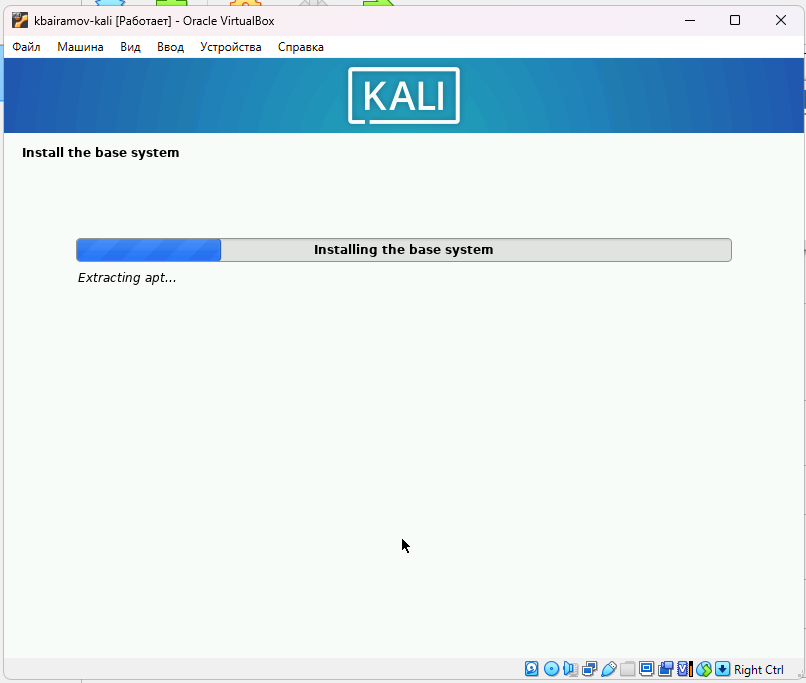 kbairamov-kali [Работает] - Oracle VirtualBox
Файл Машина Вид Ввод Устройства Справка
KALI
Install the base system
Installing the base system
Extracting apt...
Right Ctrl